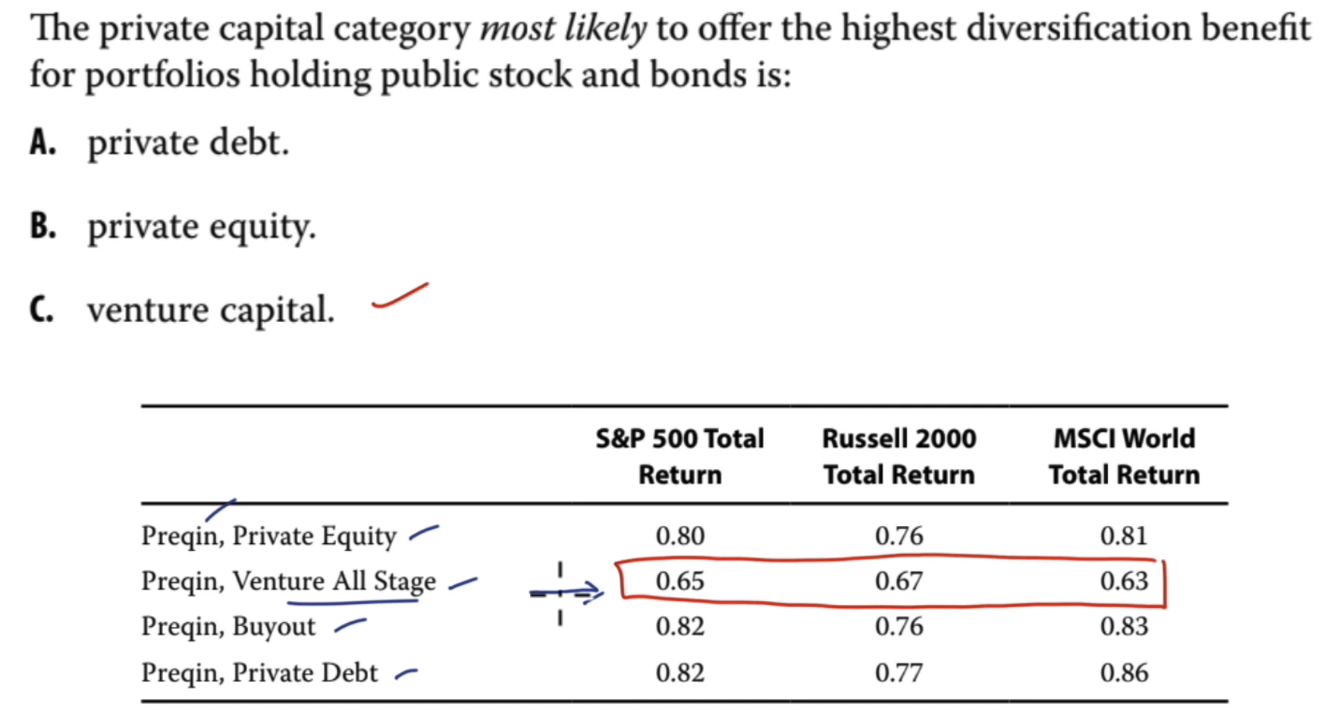 The private capital category most likely to offer the highest diversification benefit
for portfolios holding public stock and bonds is:
A. private debt.
B. private equity.
C. venture capital.
S&P 500 Total Return Russell 2000 Total Return MSCI World Total Return
Preqin, Private Equity 0.80 0.76 0.81
Preqin, Venture All Stage 0.65 0.67 0.63
Preqin, Buyout 0.82 0.76 0.83
Preqin, Private Debt 0.82 0.77 0.86